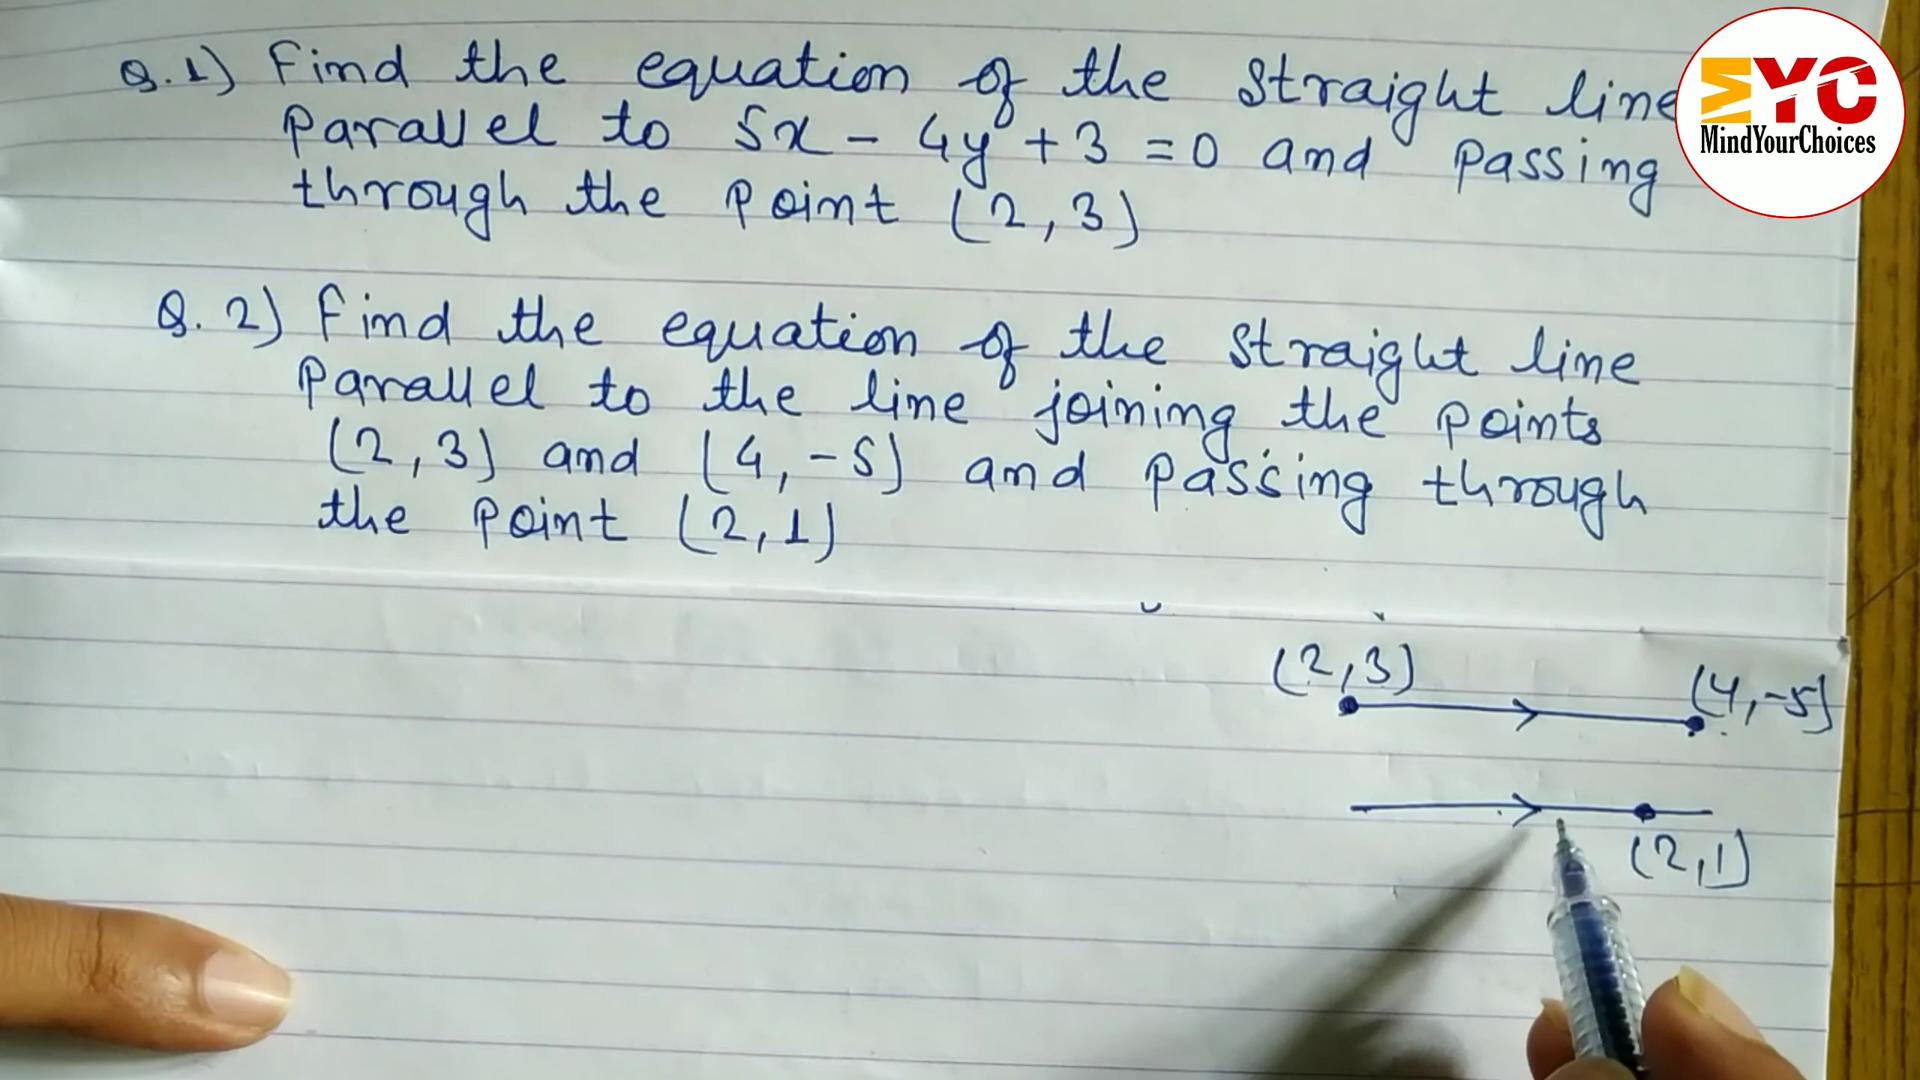 Q.1) Find the equation of the straight line
parallel to 5x - 4y + 3 = 0 and passing
through the point (2, 3)
Q. 2) Find the equation of the straight line
parallel to the line joining the points
(2, 3) and (4, -5) and passing through
the point (2, 1)
(2, 3)
(4, -5)
(2, 1)
MYC
MindYourChoices